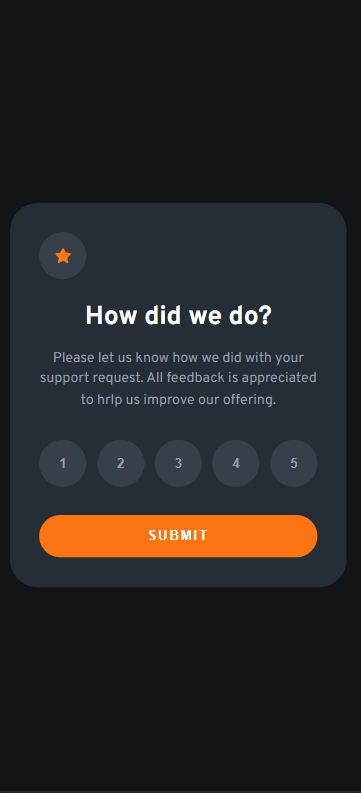 How did we do?
Please let us know how we did with your
support request. All feedback is appreciated
to hrlp us improve our offering.
1 2 3 4 5
SUBMIT